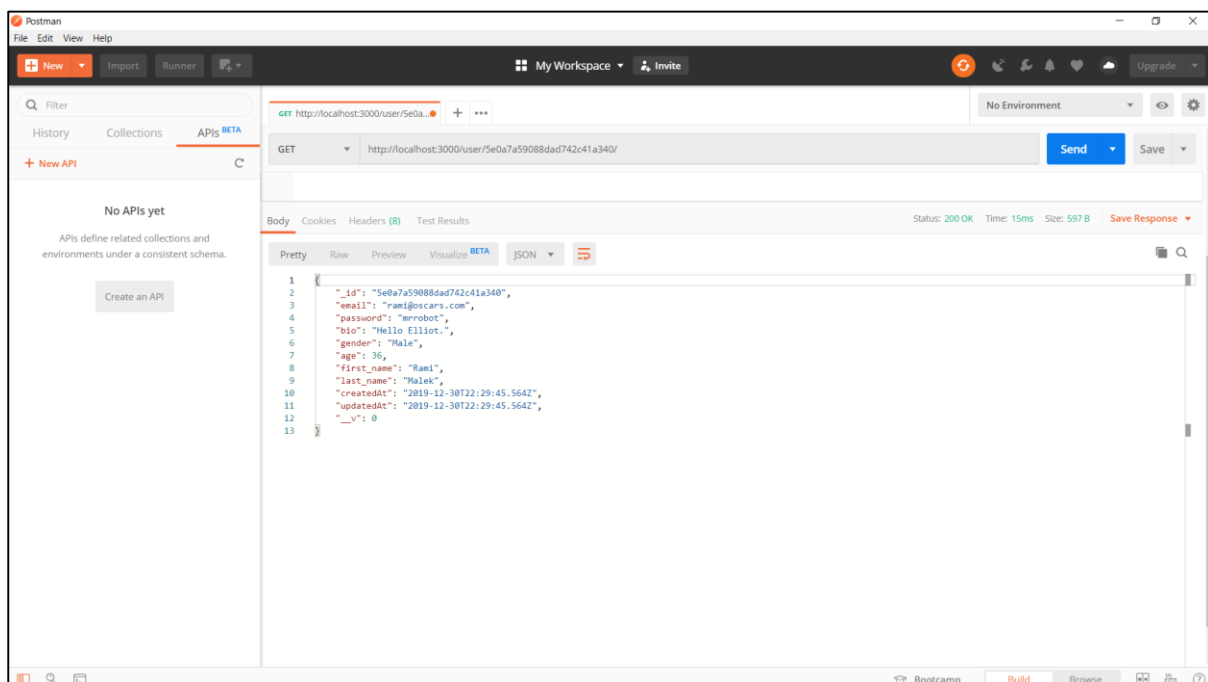 Postman
File Edit View Help
New Import Runner My Workspace Invite Upgrade
Filter
History Collections APIs BETA
+ New API
No APIs yet
APIs define related collections and
environments under a consistent schema.
Create an API
GET http://localhost:3000/user/5e0a... + ••• No Environment
GET http://localhost:3000/user/5e0a7a59088dad742c41a340/ Send Save
Body Cookies Headers (8) Test Results Status: 200 OK Time: 15ms Size: 597 B Save Response
Pretty Raw Preview Visualize BETA JSON
1 {
2 "_id": "5e0a7a59088dad742c41a340",
3 "email": "rami@oscars.com",
4 "password": "mrrobot",
5 "bio": "Hello Elliot.",
6 "gender": "Male",
7 "age": 36,
8 "first_name": "Rami",
9 "last_name": "Malek",
10 "createdAt": "2019-12-30T22:29:45.564Z",
11 "updatedAt": "2019-12-30T22:29:45.564Z",
12 "__v": 0
13 }
Bootcamp Build Browse